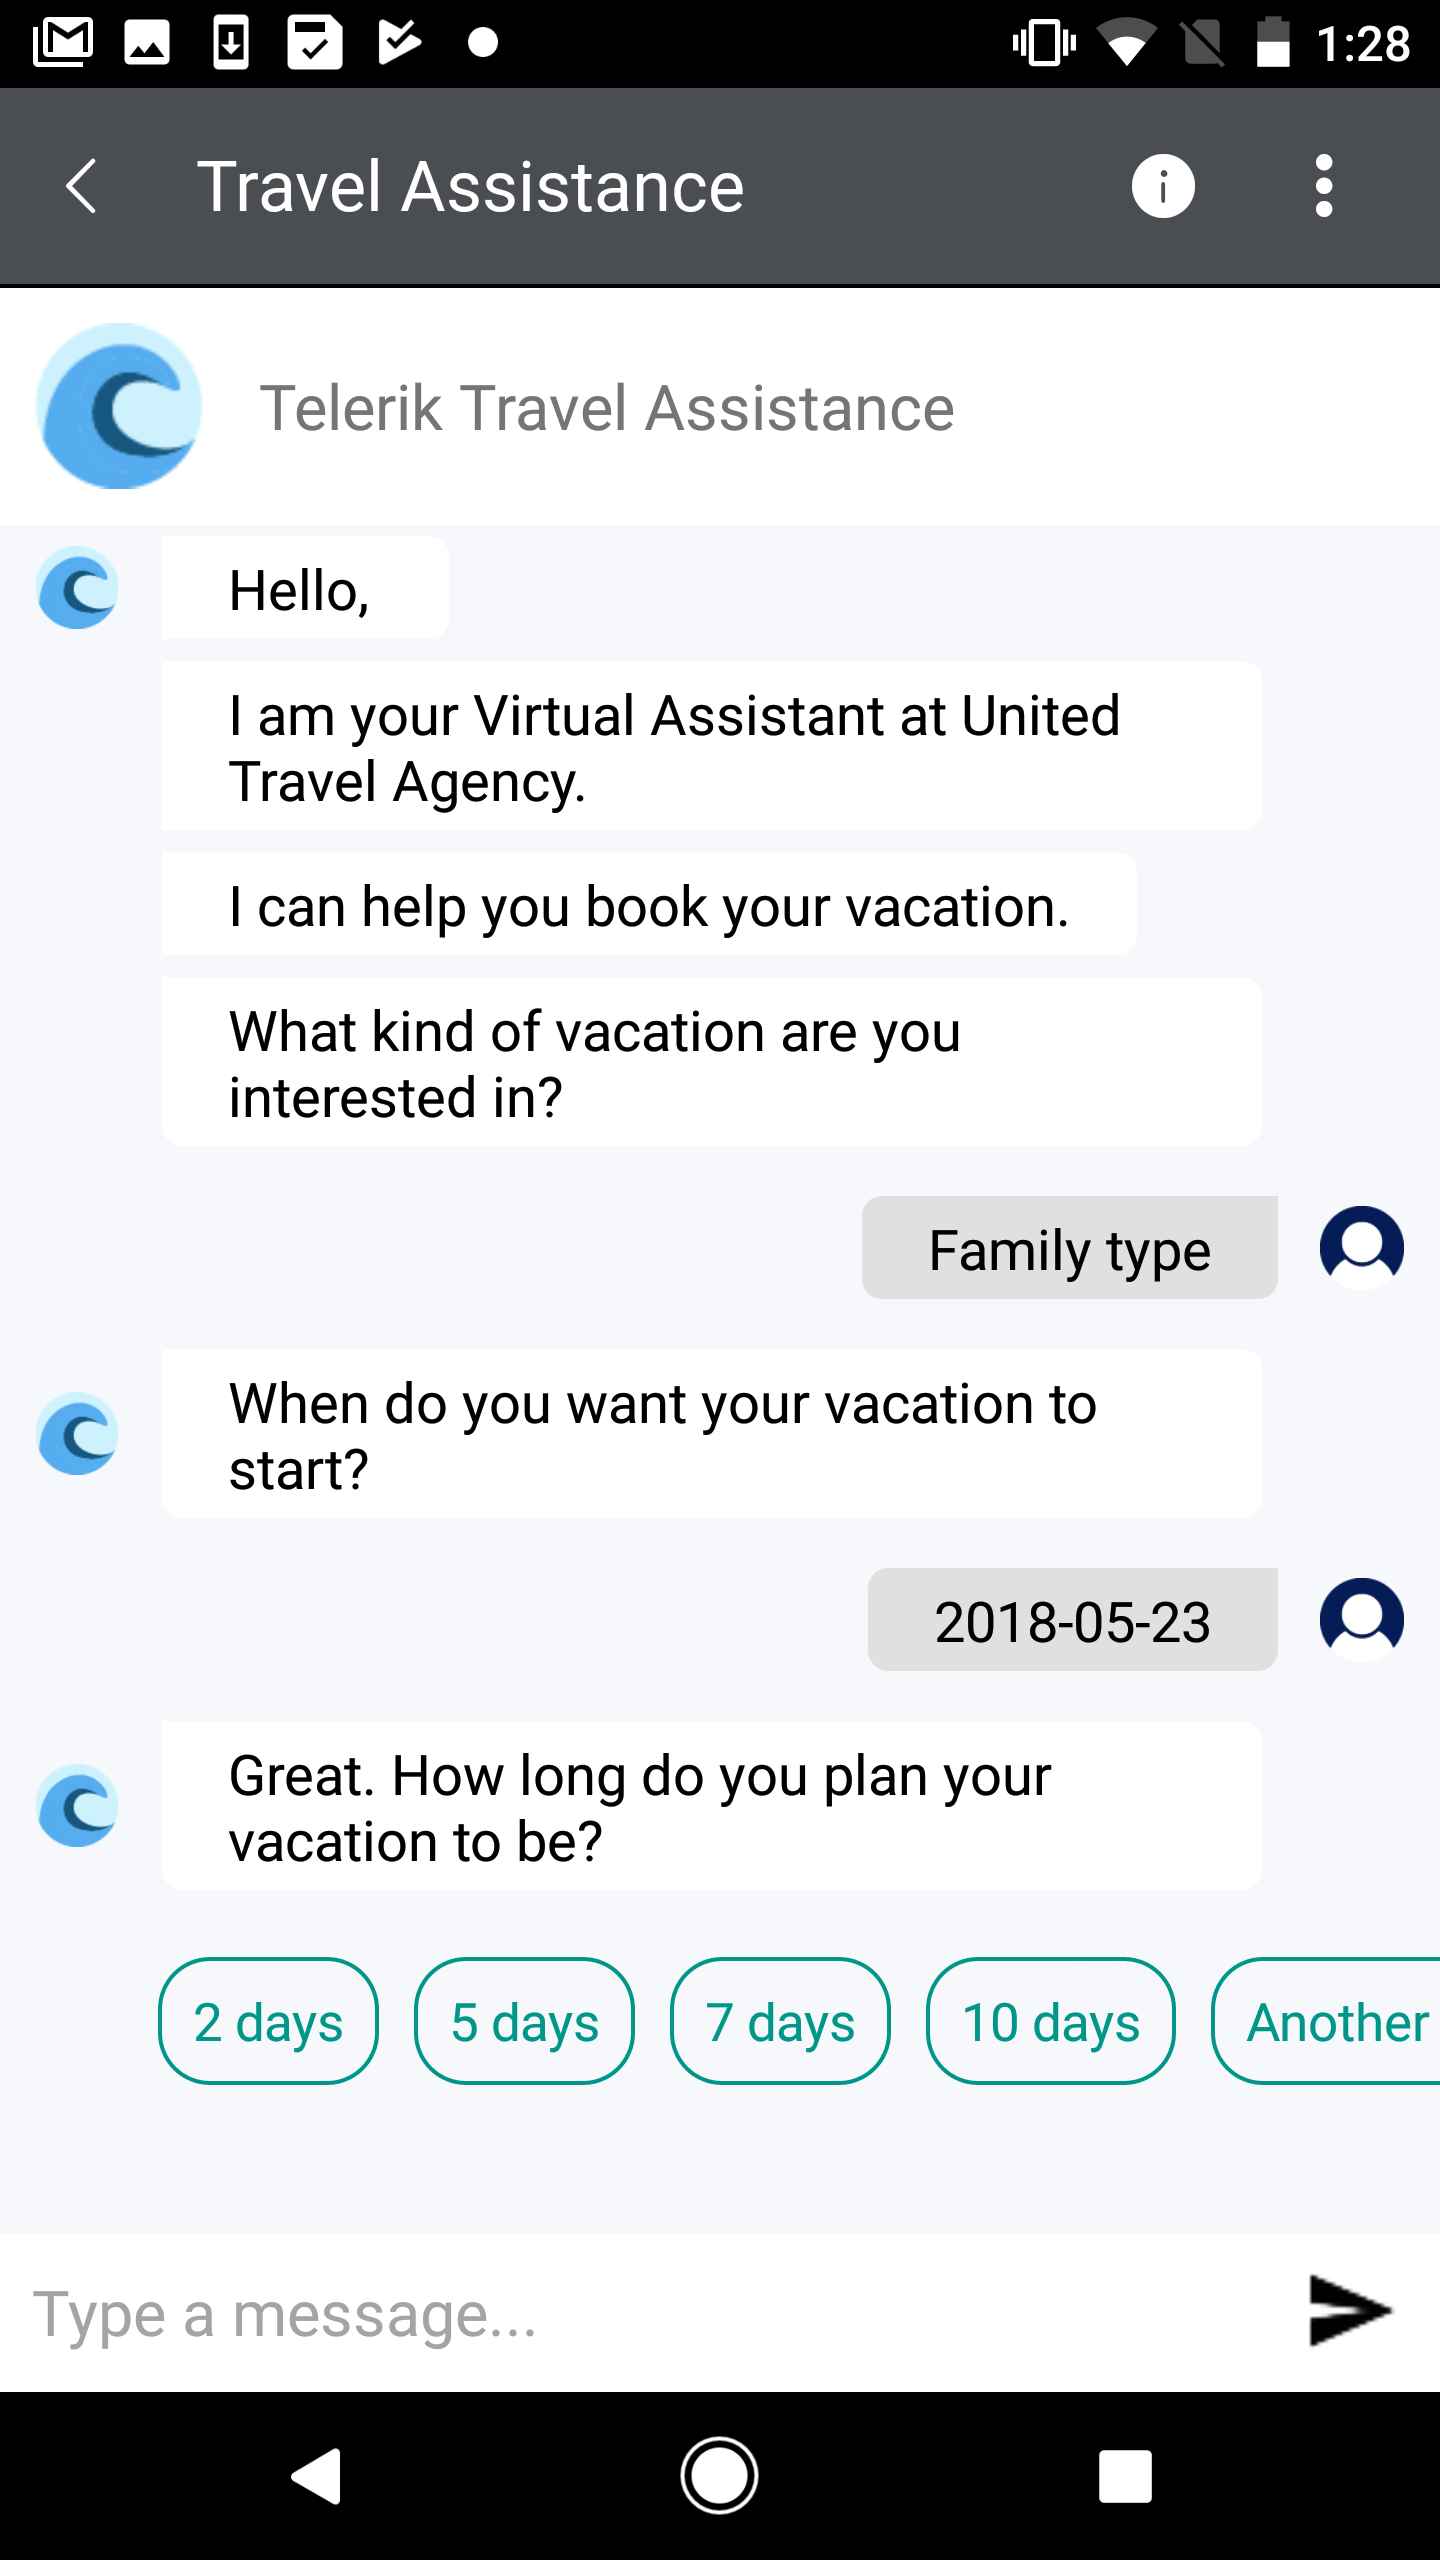 1:28
Travel Assistance
Telerik Travel Assistance
Hello,
I am your Virtual Assistant at United
Travel Agency.
I can help you book your vacation.
What kind of vacation are you
interested in?
Family type
When do you want your vacation to
start?
2018-05-23
Great. How long do you plan your
vacation to be?
2 days
5 days
7 days
10 days
Another
Type a message...